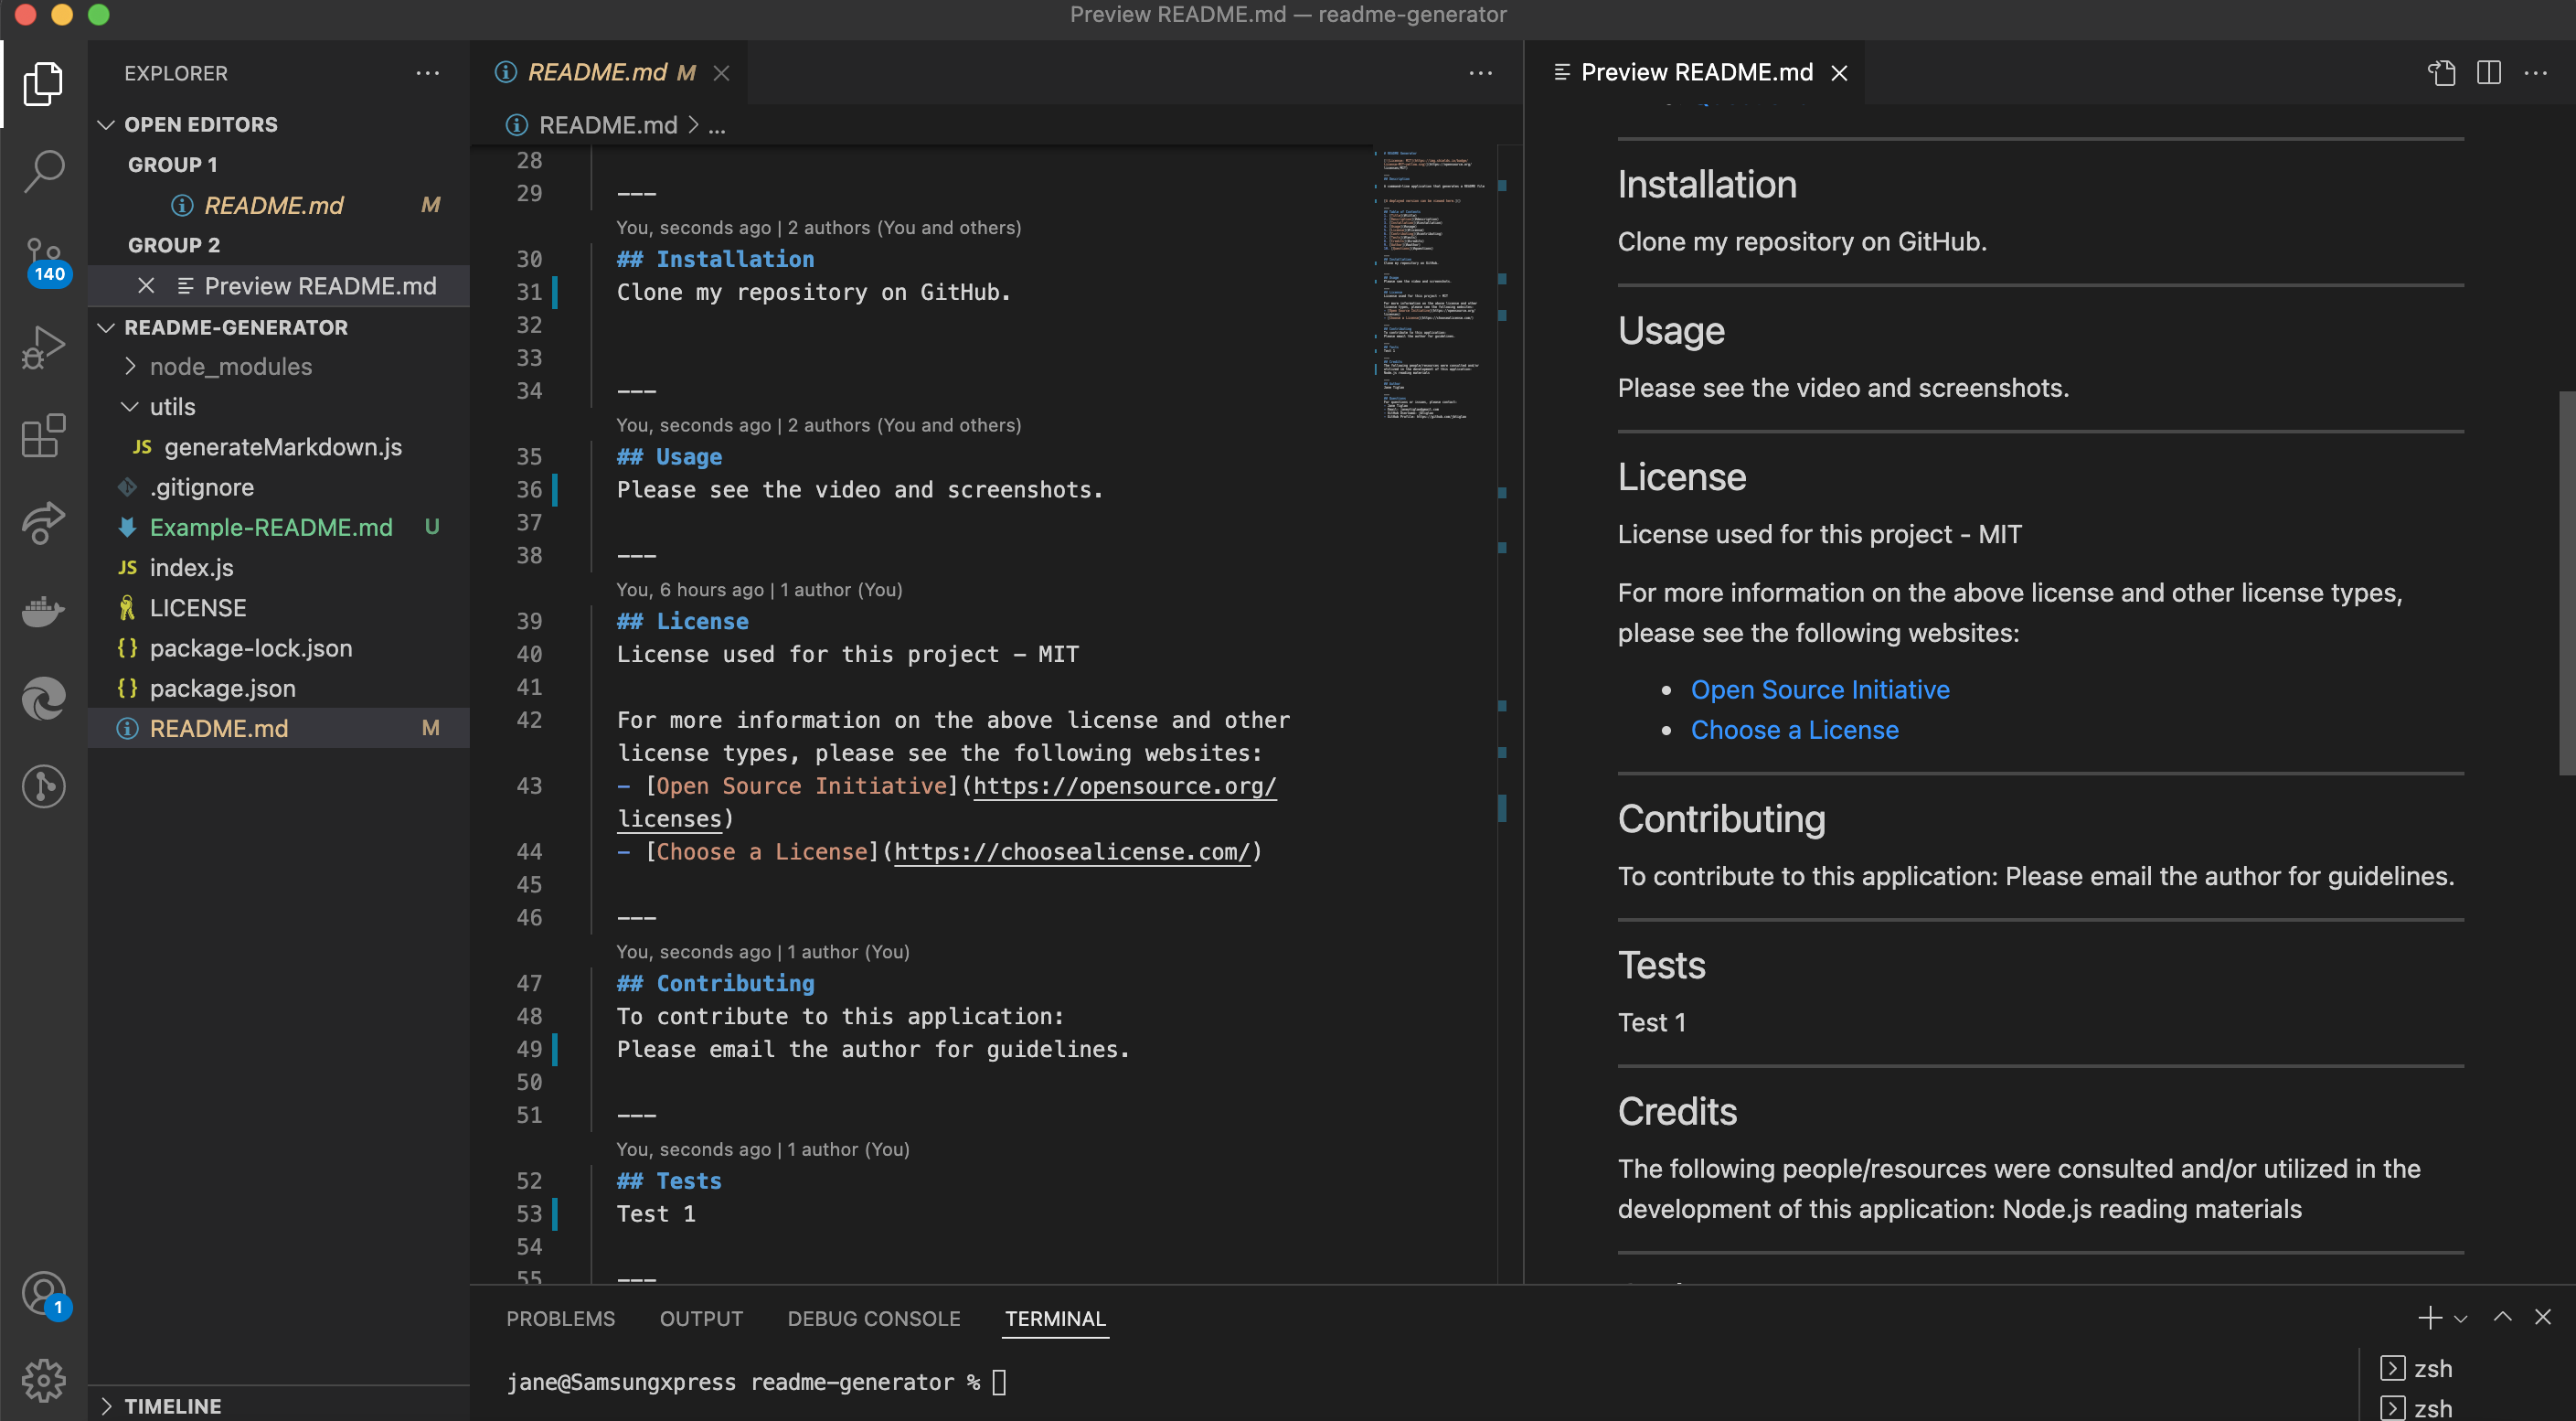 Preview README.md — readme-generator
EXPLORER
OPEN EDITORS
GROUP 1
README.md M
GROUP 2
Preview README.md
README-GENERATOR
node_modules
utils
JS generateMarkdown.js
.gitignore
Example-README.md U
JS index.js
LICENSE
{} package-lock.json
{} package.json
README.md M
TIMELINE
140
1
README.md M
README.md > ...
28
29 ---
You, seconds ago | 2 authors (You and others)
30 ## Installation
31 Clone my repository on GitHub.
32
33
34 ---
You, seconds ago | 2 authors (You and others)
35 ## Usage
36 Please see the video and screenshots.
37
38 ---
You, 6 hours ago | 1 author (You)
39 ## License
40 License used for this project - MIT
41
42 For more information on the above license and other
license types, please see the following websites:
43 - [Open Source Initiative](https://opensource.org/
licenses)
44 - [Choose a License](https://choosealicense.com/)
45
46 ---
You, seconds ago | 1 author (You)
47 ## Contributing
48 To contribute to this application:
49 Please email the author for guidelines.
50
51 ---
You, seconds ago | 1 author (You)
52 ## Tests
53 Test 1
54
55 ---
Preview README.md
Installation
Clone my repository on GitHub.
Usage
Please see the video and screenshots.
License
License used for this project - MIT
For more information on the above license and other license types,
please see the following websites:
• Open Source Initiative
• Choose a License
Contributing
To contribute to this application: Please email the author for guidelines.
Tests
Test 1
Credits
The following people/resources were consulted and/or utilized in the
development of this application: Node.js reading materials
PROBLEMS OUTPUT DEBUG CONSOLE TERMINAL
jane@Samsungxpress readme-generator %
zsh
zsh